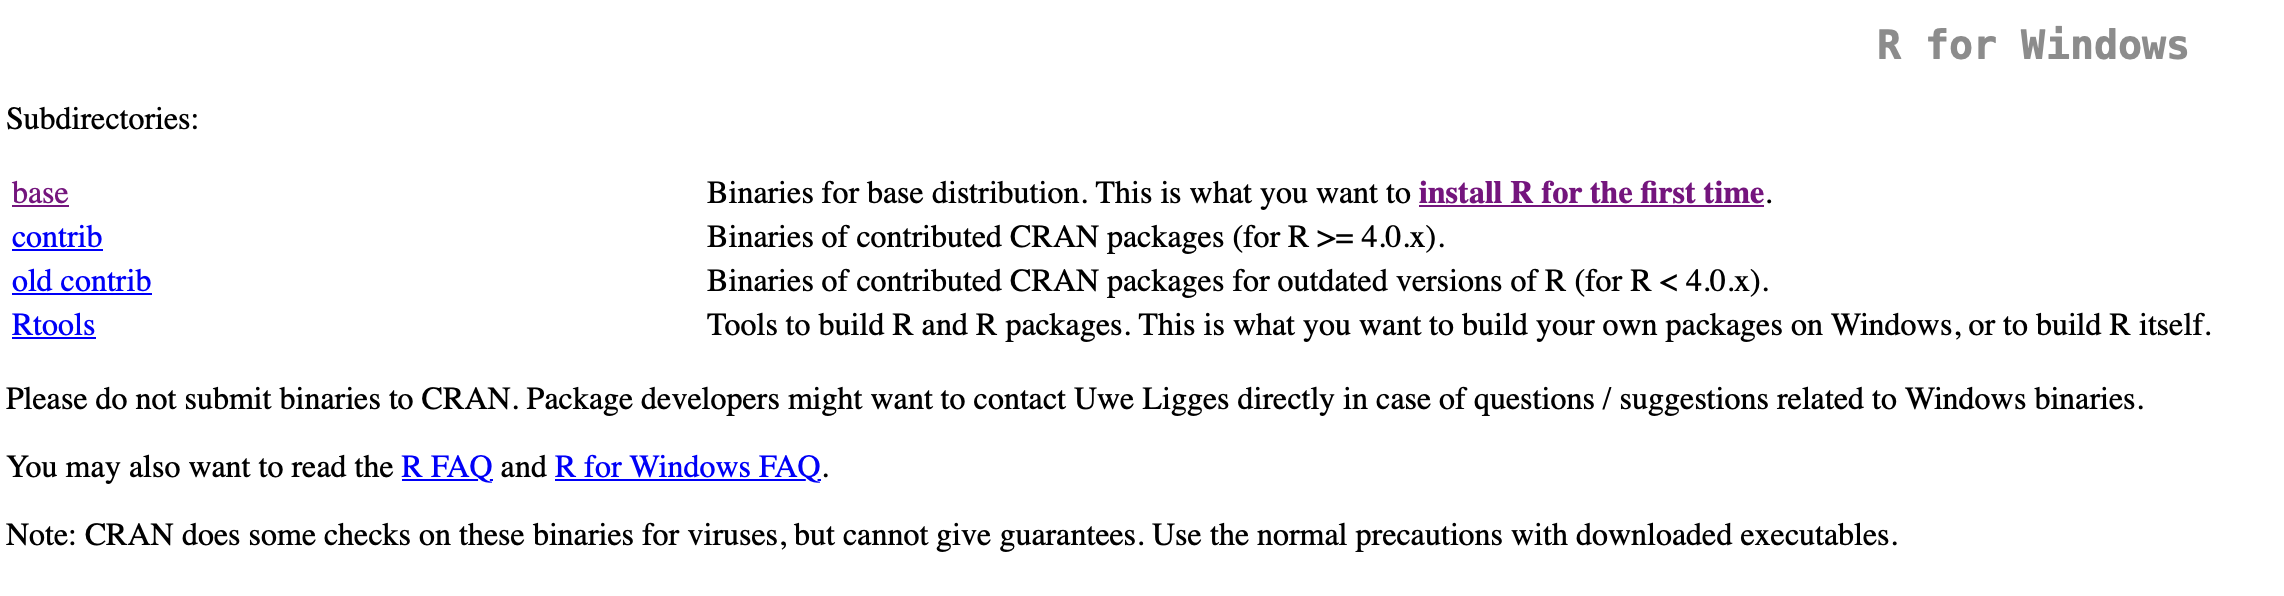 R for Windows
Subdirectories:
base Binaries for base distribution. This is what you want to install R for the first time.
contrib Binaries of contributed CRAN packages (for R >= 4.0.x).
old contrib Binaries of contributed CRAN packages for outdated versions of R (for R < 4.0.x).
Rtools Tools to build R and R packages. This is what you want to build your own packages on Windows, or to build R itself.
Please do not submit binaries to CRAN. Package developers might want to contact Uwe Ligges directly in case of questions / suggestions related to Windows binaries.
You may also want to read the R FAQ and R for Windows FAQ.
Note: CRAN does some checks on these binaries for viruses, but cannot give guarantees. Use the normal precautions with downloaded executables.